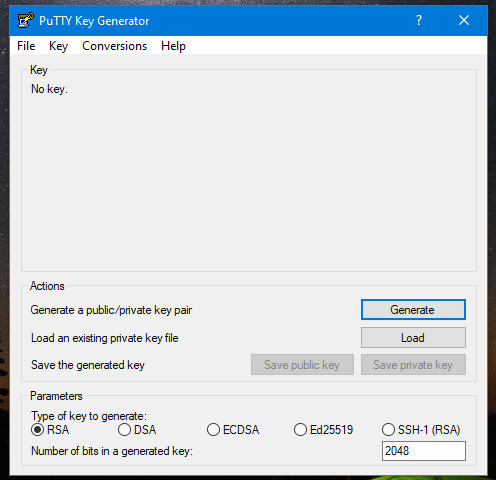 PuTTY Key Generator
?
File Key Conversions Help
Key
No key.
Actions
Generate a public/private key pair
Generate
Load an existing private key file
Load
Save the generated key
Save public key
Save private key
Parameters
Type of key to generate:
RSA DSA ECDSA Ed25519 SSH-1 (RSA)
Number of bits in a generated key:
2048